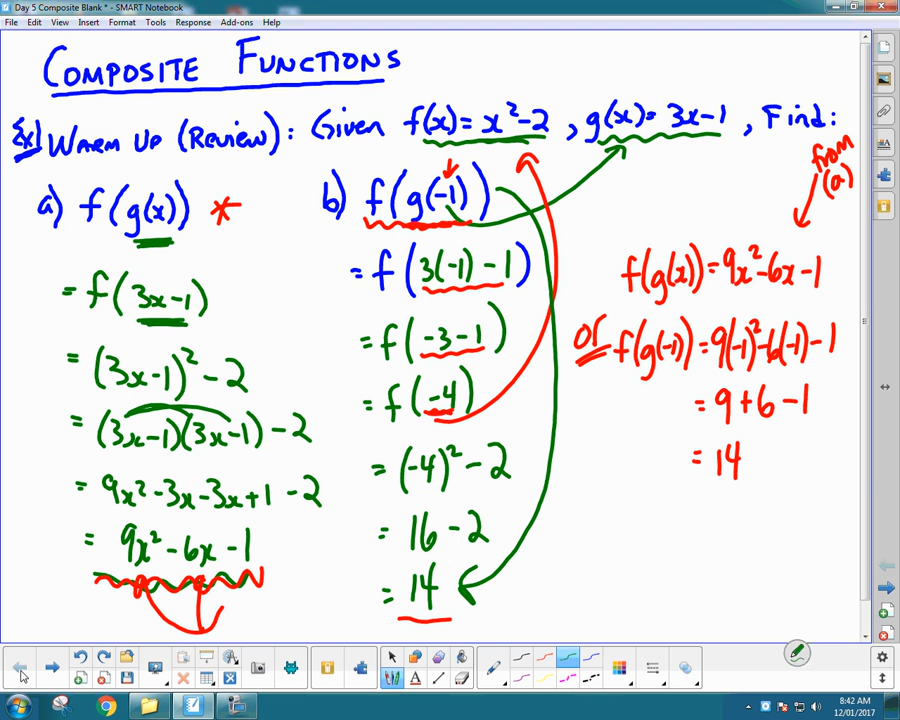 Day 5 Composite Blank * - SMART Notebook
File Edit View Insert Format Tools Response Add-ons Help
COMPOSITE FUNCTIONS
Ex) WARM UP (REVIEW): Given f(x) = x² - 2 , g(x) = 3x - 1 , Find:
from (a)
a) f(g(x)) *
= f(3x - 1)
= (3x - 1)² - 2
= (3x - 1)(3x - 1) - 2
= 9x² - 3x - 3x + 1 - 2
= 9x² - 6x - 1
b) f(g(-1))
= f(3(-1) - 1)
= f(-3 - 1)
= f(-4)
= (-4)² - 2
= 16 - 2
= 14
f(g(x)) = 9x² - 6x - 1
or f(g(-1)) = 9(-1)² - 6(-1) - 1
= 9 + 6 - 1
= 14
8:42 AM
12/01/2017